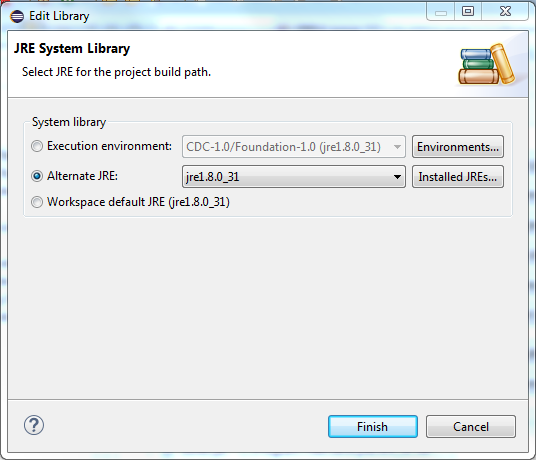 Edit Library
JRE System Library
Select JRE for the project build path.
System library
Execution environment: CDC-1.0/Foundation-1.0 (jre1.8.0_31) Environments...
Alternate JRE: jre1.8.0_31 Installed JREs...
Workspace default JRE (jre1.8.0_31)
? Finish Cancel